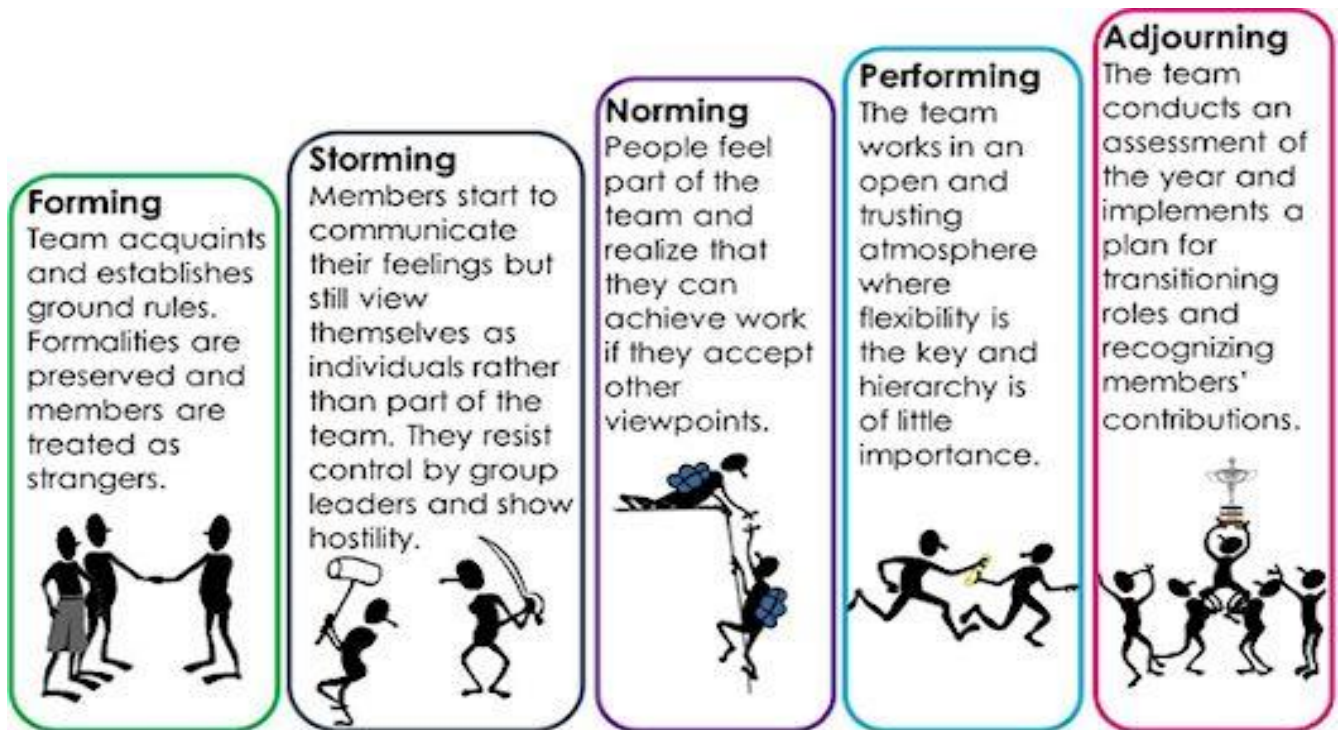 Forming
Team acquaints
and establishes
ground rules.
Formalities are
preserved and
members are
treated as
strangers.
Storming
Members start to
communicate
their feelings but
still view
themselves as
individuals rather
than part of the
team. They resist
control by group
leaders and show
hostility.
Norming
People feel
part of the
team and
realize that
they can
achieve work
if they accept
other
viewpoints.
Performing
The team
works in an
open and
trusting
atmosphere
where
flexibility is
the key and
hierarchy is
of little
importance.
Adjourning
The team
conducts an
assessment of
the year and
implements a
plan for
transitioning
roles and
recognizing
members'
contributions.